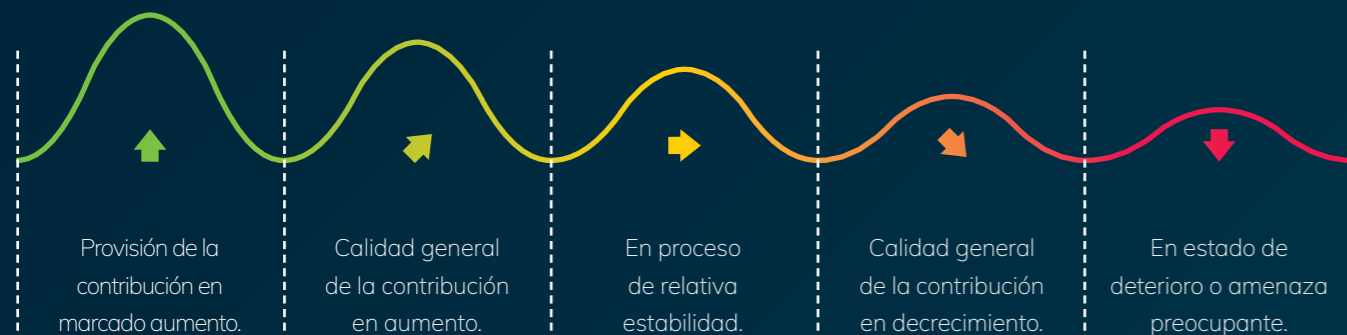 Provisión de la
contribución en
marcado aumento.
Calidad general
de la contribución
en aumento.
En proceso
de relativa
estabilidad.
Calidad general
de la contribución
en decrecimiento.
En estado de
deterioro o amenaza
preocupante.